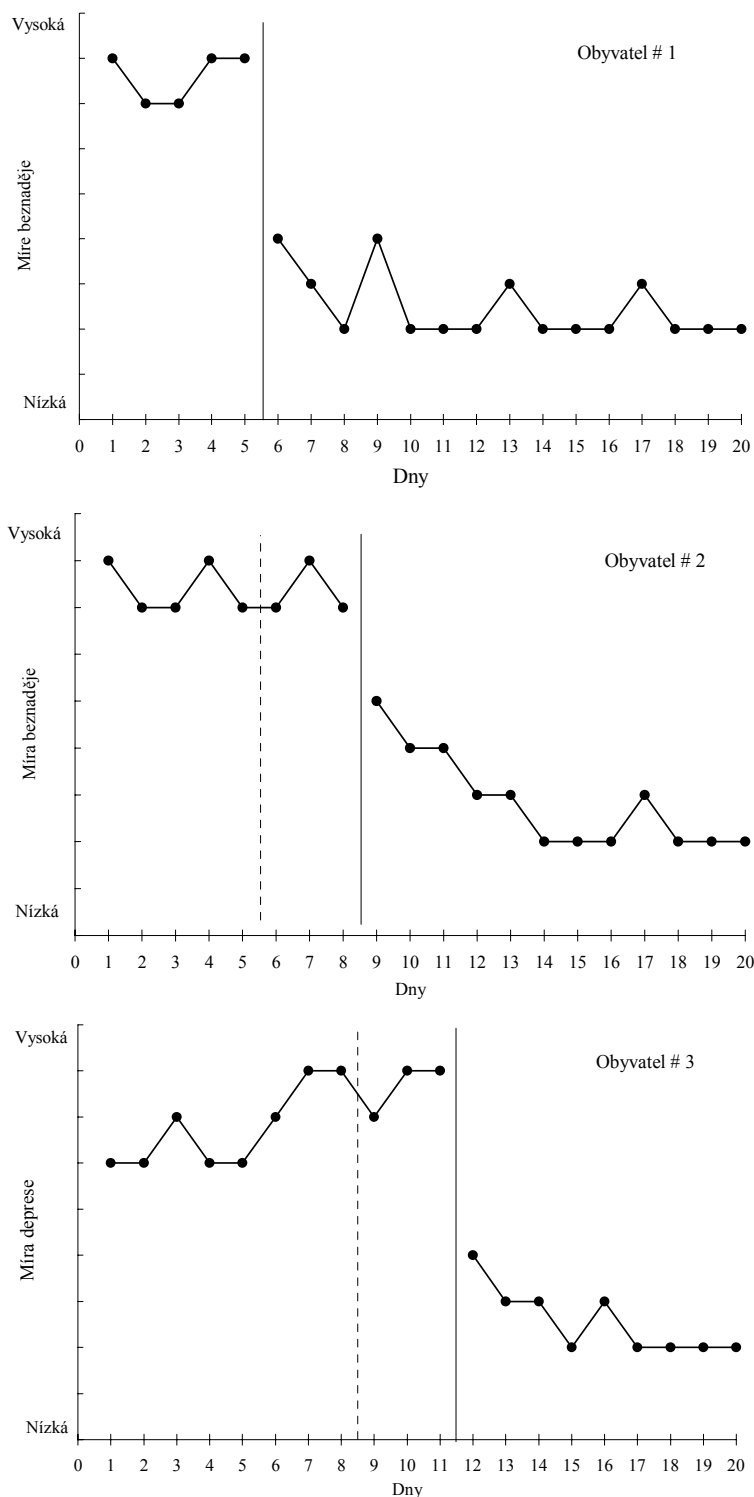 Vysoká
Obyvatel # 1
Míre beznaděje
Nízká
0 1 2 3 4 5 6 7 8 9 10 11 12 13 14 15 16 17 18 19 20
Dny
Vysoká
Obyvatel # 2
Míra beznaděje
Nízká
0 1 2 3 4 5 6 7 8 9 10 11 12 13 14 15 16 17 18 19 20
Dny
Vysoká
Obyvatel # 3
Míra deprese
Nízká
0 1 2 3 4 5 6 7 8 9 10 11 12 13 14 15 16 17 18 19 20
Dny